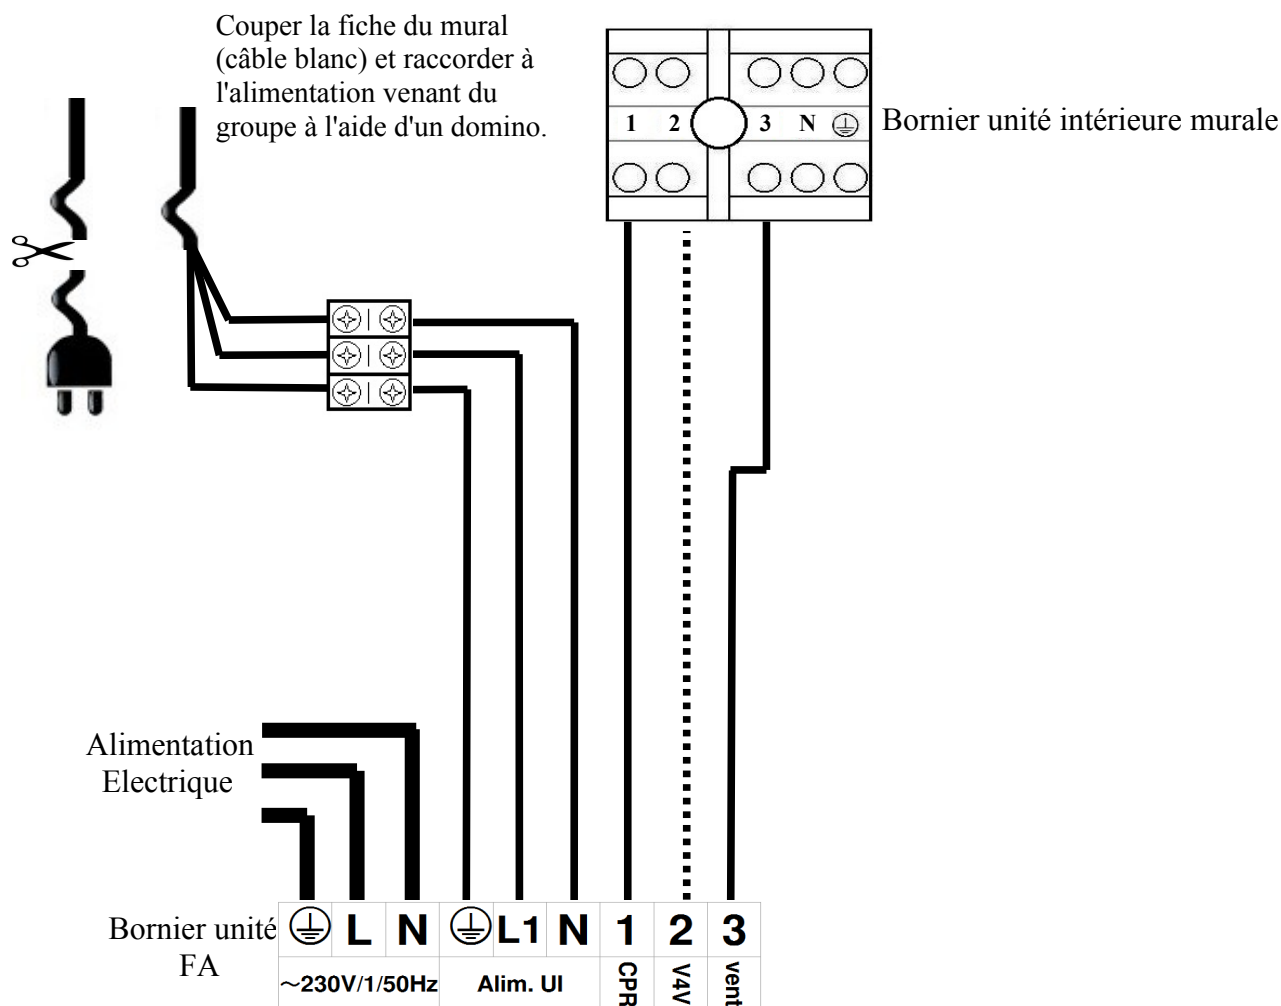 Couper la fiche du mural
(câble blanc) et raccorder à
l'alimentation venant du
groupe à l'aide d'un domino.
1 2 3 N
Bornier unité intérieure murale
Alimentation
Electrique
Bornier unité
FA
L N L1 N 1 2 3
~230V/1/50Hz Alim. UI CPR V4V vent